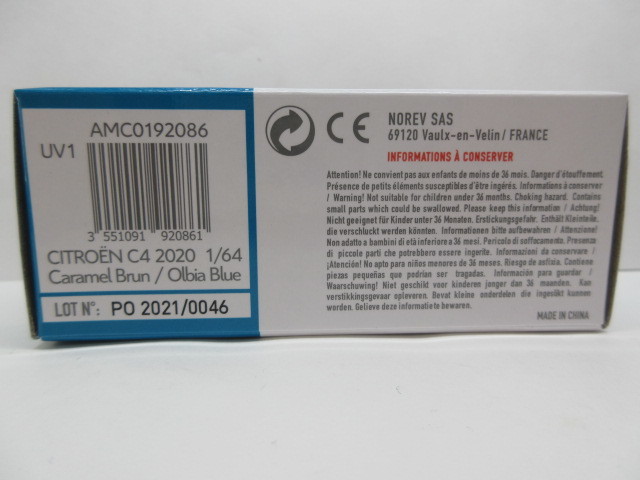 AMC0192086
UV1
3 551091 920861
CITROËN C4 2020 1/64
Caramel Brun / Olbia Blue
LOT N°: PO 2021/0046
0-3
CE
NOREV SAS
69120 Vaulx-en-Velin / FRANCE
INFORMATIONS À CONSERVER
Attention! Ne convient pas aux enfants de moins de 36 mois. Danger d'étouffement.
Présence de petits éléments susceptibles d'être ingérés. Informations à conserver
/ Warning! Not suitable for children under 36 months. Choking hazard. Contains
small parts which could be swallowed. Please keep this information / Achtung!
Nicht geeignet für Kinder unter 36 Monaten. Erstickungsgefahr. Enthält Kleinteile,
die verschluckt werden könnten. Informationen bitte aufbewahren / Attenzione!
Non adatto a bambini di età inferiore a 36 mesi. Pericolo di soffocamento. Presenza
di piccole parti che potrebbero essere ingerite. Informazioni da conservare /
¡Atención! No apto para niños menores de 36 meses. Riesgo de asfixia. Contiene
piezas pequeñas que podrían ser tragadas. Información para guardar /
Waarschuwing! Niet geschikt voor kinderen jonger dan 36 maanden. Kan
verstikkingsgevaar opleveren. Bevat kleine onderdelen die ingeslikt kunnen
worden. Gelieve deze informatie te bewaren.
MADE IN CHINA